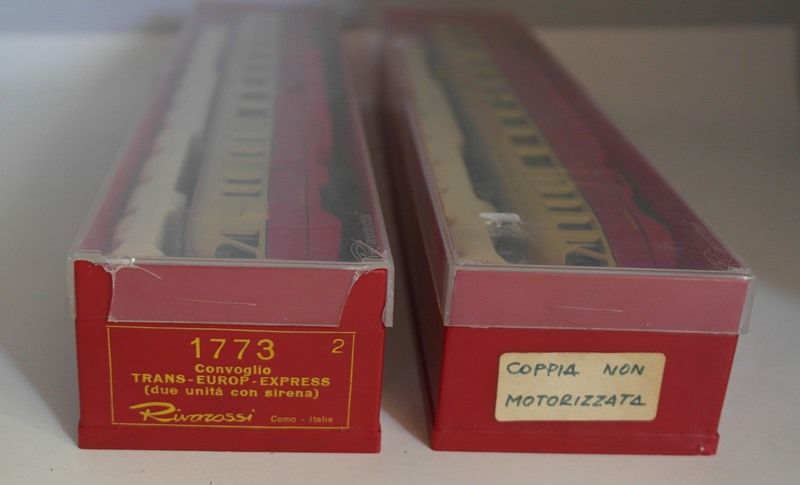 1773 2
Convoglio
TRANS-EUROP-EXPRESS
(due unità con sirena)
Rivarossi Como - Italia
COPPIA NON
MOTORIZZATA